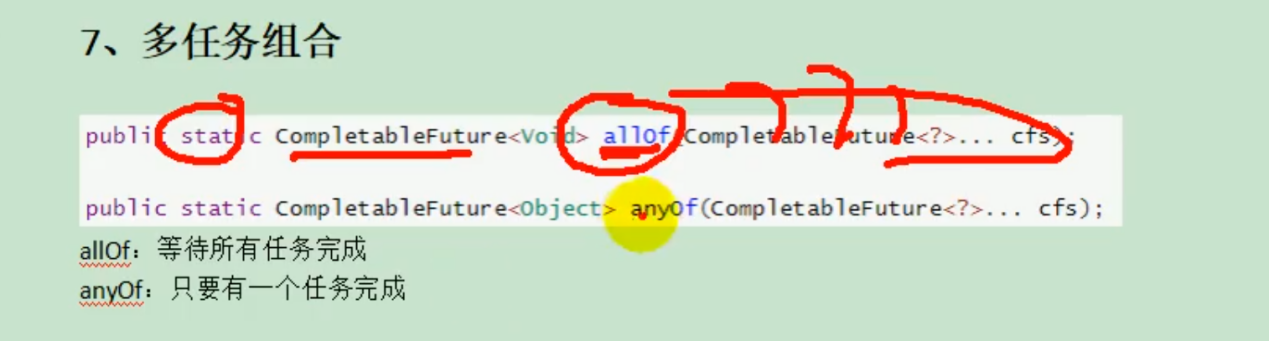 7、多任务组合
public static CompletableFuture<Void> allOf(CompletableFuture<?>... cfs);
public static CompletableFuture<Object> anyOf(CompletableFuture<?>... cfs);
allOf：等待所有任务完成
anyOf：只要有一个任务完成